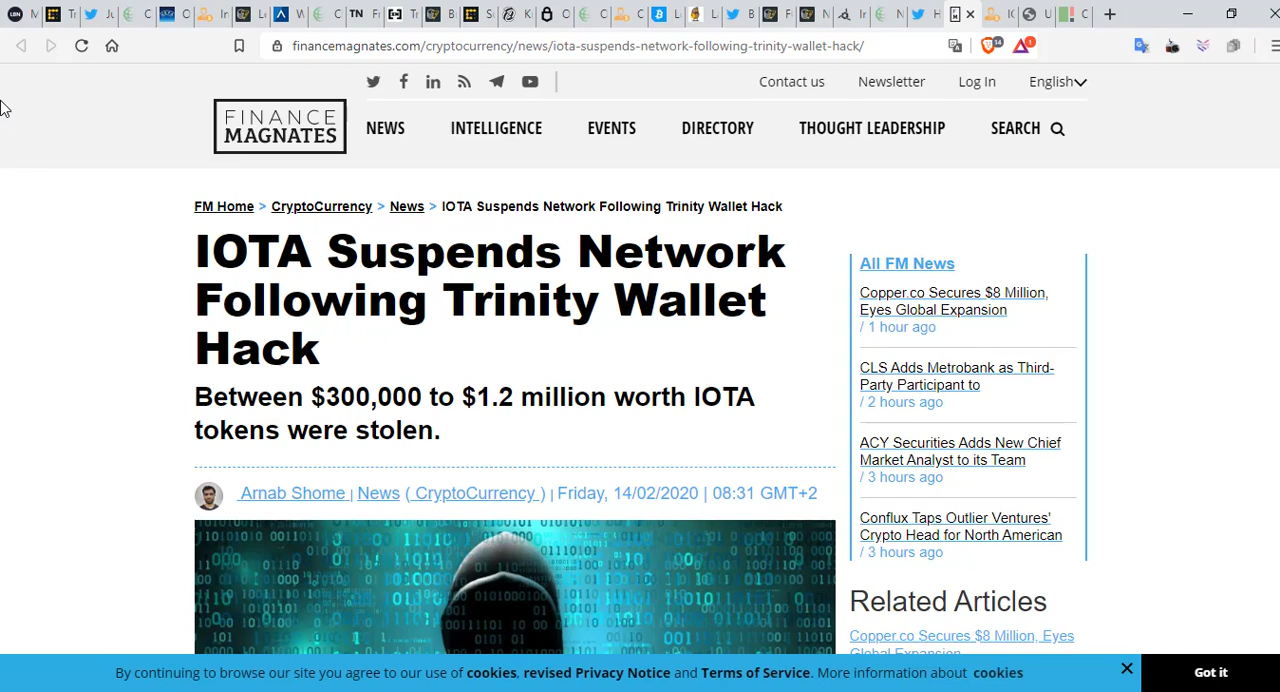 financemagnates.com/cryptocurrency/news/iota-suspends-network-following-trinity-wallet-hack/
14
1
Contact us
Newsletter
Log In
English
FINANCE
MAGNATES
NEWS
INTELLIGENCE
EVENTS
DIRECTORY
THOUGHT LEADERSHIP
SEARCH
FM Home > CryptoCurrency > News > IOTA Suspends Network Following Trinity Wallet Hack
IOTA Suspends Network
Following Trinity Wallet
Hack
Between $300,000 to $1.2 million worth IOTA
tokens were stolen.
Arnab Shome | News ( CryptoCurrency ) | Friday, 14/02/2020 | 08:31 GMT+2
All FM News
Copper.co Secures $8 Million,
Eyes Global Expansion
/ 1 hour ago
CLS Adds Metrobank as Third-
Party Participant to
/ 2 hours ago
ACY Securities Adds New Chief
Market Analyst to its Team
/ 3 hours ago
Conflux Taps Outlier Ventures'
Crypto Head for North American
/ 3 hours ago
Related Articles
Copper.co Secures $8 Million, Eyes
Global Expansion
By continuing to browse our site you agree to our use of cookies, revised Privacy Notice and Terms of Service. More information about cookies
Got it